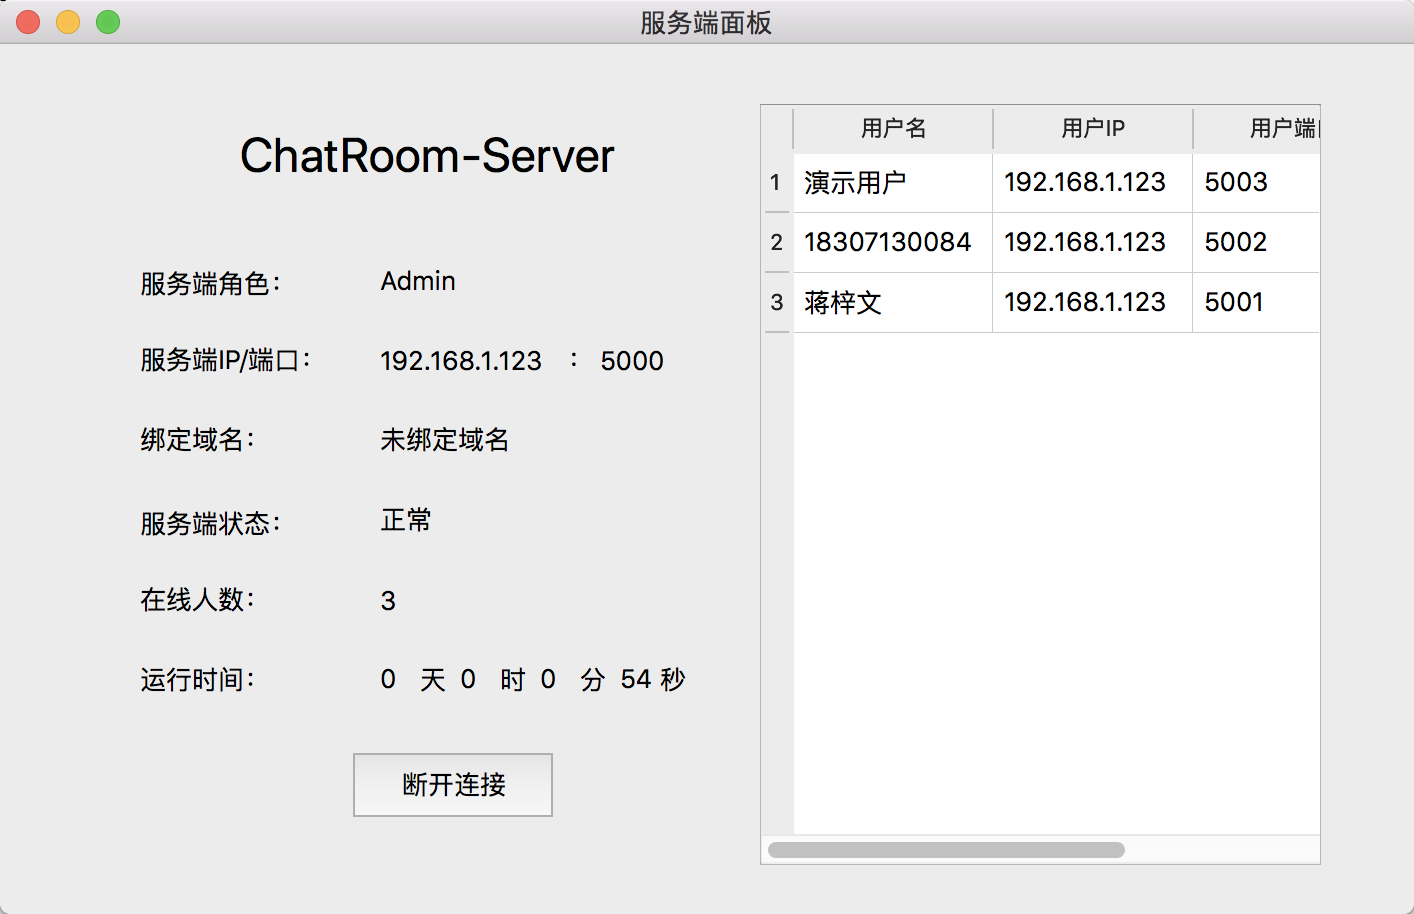 服务端面板
ChatRoom-Server
服务端角色： Admin
服务端IP/端口： 192.168.1.123 ： 5000
绑定域名： 未绑定域名
服务端状态： 正常
在线人数： 3
运行时间： 0 天 0 时 0 分 54 秒
断开连接
用户名 用户IP 用户端
1 演示用户 192.168.1.123 5003
2 18307130084 192.168.1.123 5002
3 蒋梓文 192.168.1.123 5001